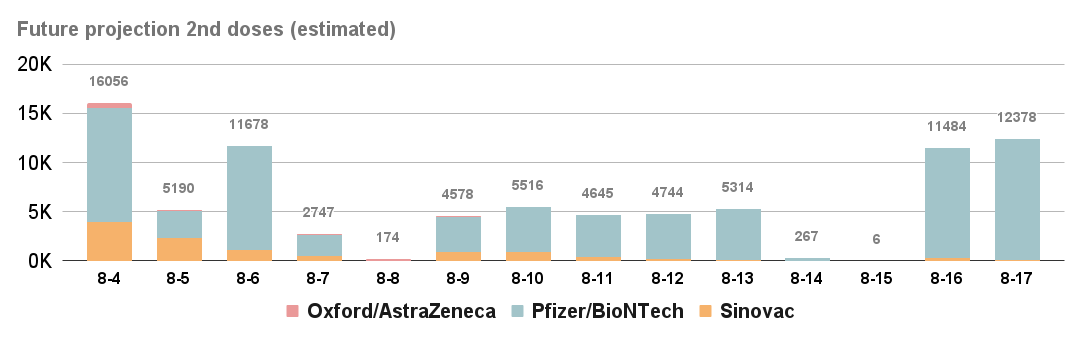 Future projection 2nd doses (estimated)
20K
15K
10K
5K
0K
16056
5190
11678
2747
174
4578
5516
4645
4744
5314
267
6
11484
12378
8-4 8-5 8-6 8-7 8-8 8-9 8-10 8-11 8-12 8-13 8-14 8-15 8-16 8-17
Oxford/AstraZeneca Pfizer/BioNTech Sinovac